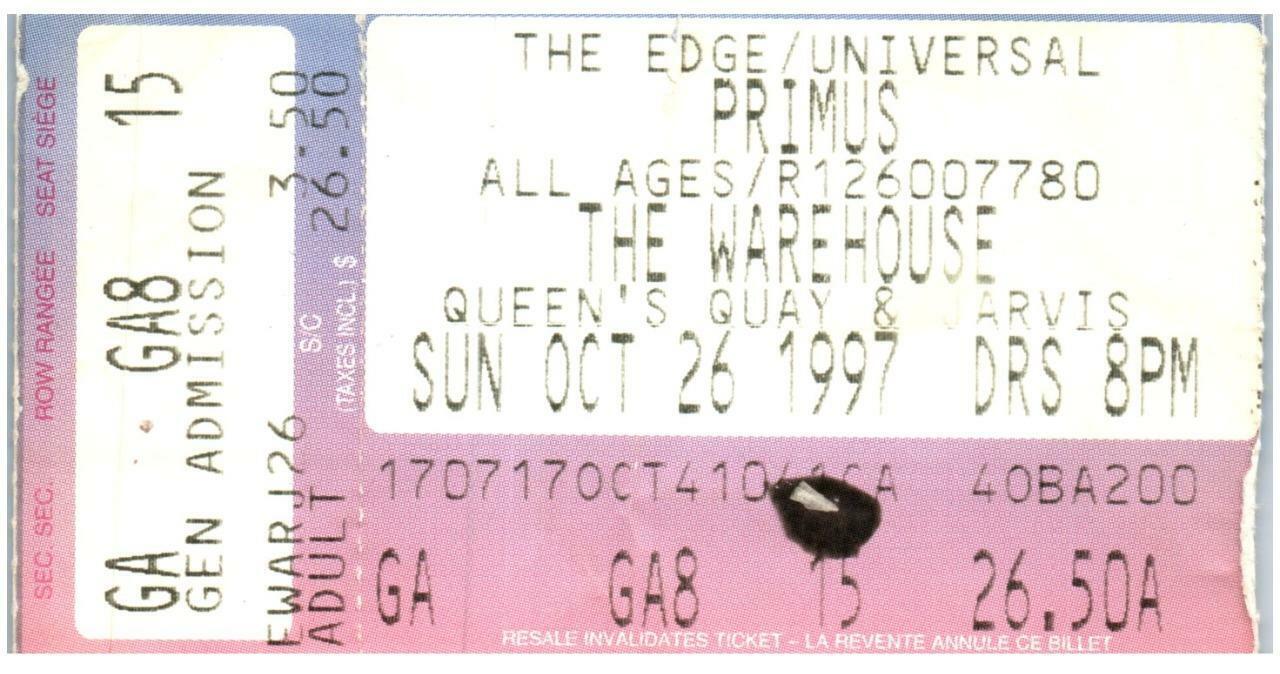 SEC. SEC. ROW RANGÉE SEAT SIÈGE
GA GA8 15
GEN ADMISSION
EWARJ26 3.50
S/C
ADULT 26.50
(TAXES INCL.) $
THE EDGE/UNIVERSAL
PRIMUS
ALL AGES/R126007780
THE WAREHOUSE
QUEEN'S QUAY & JARVIS
SUN OCT 26 1997 DRS 8PM
40BA200
GA GA8 15 26.50A
RESALE INVALIDATES TICKET - LA REVENTE ANNULE CE BILLET